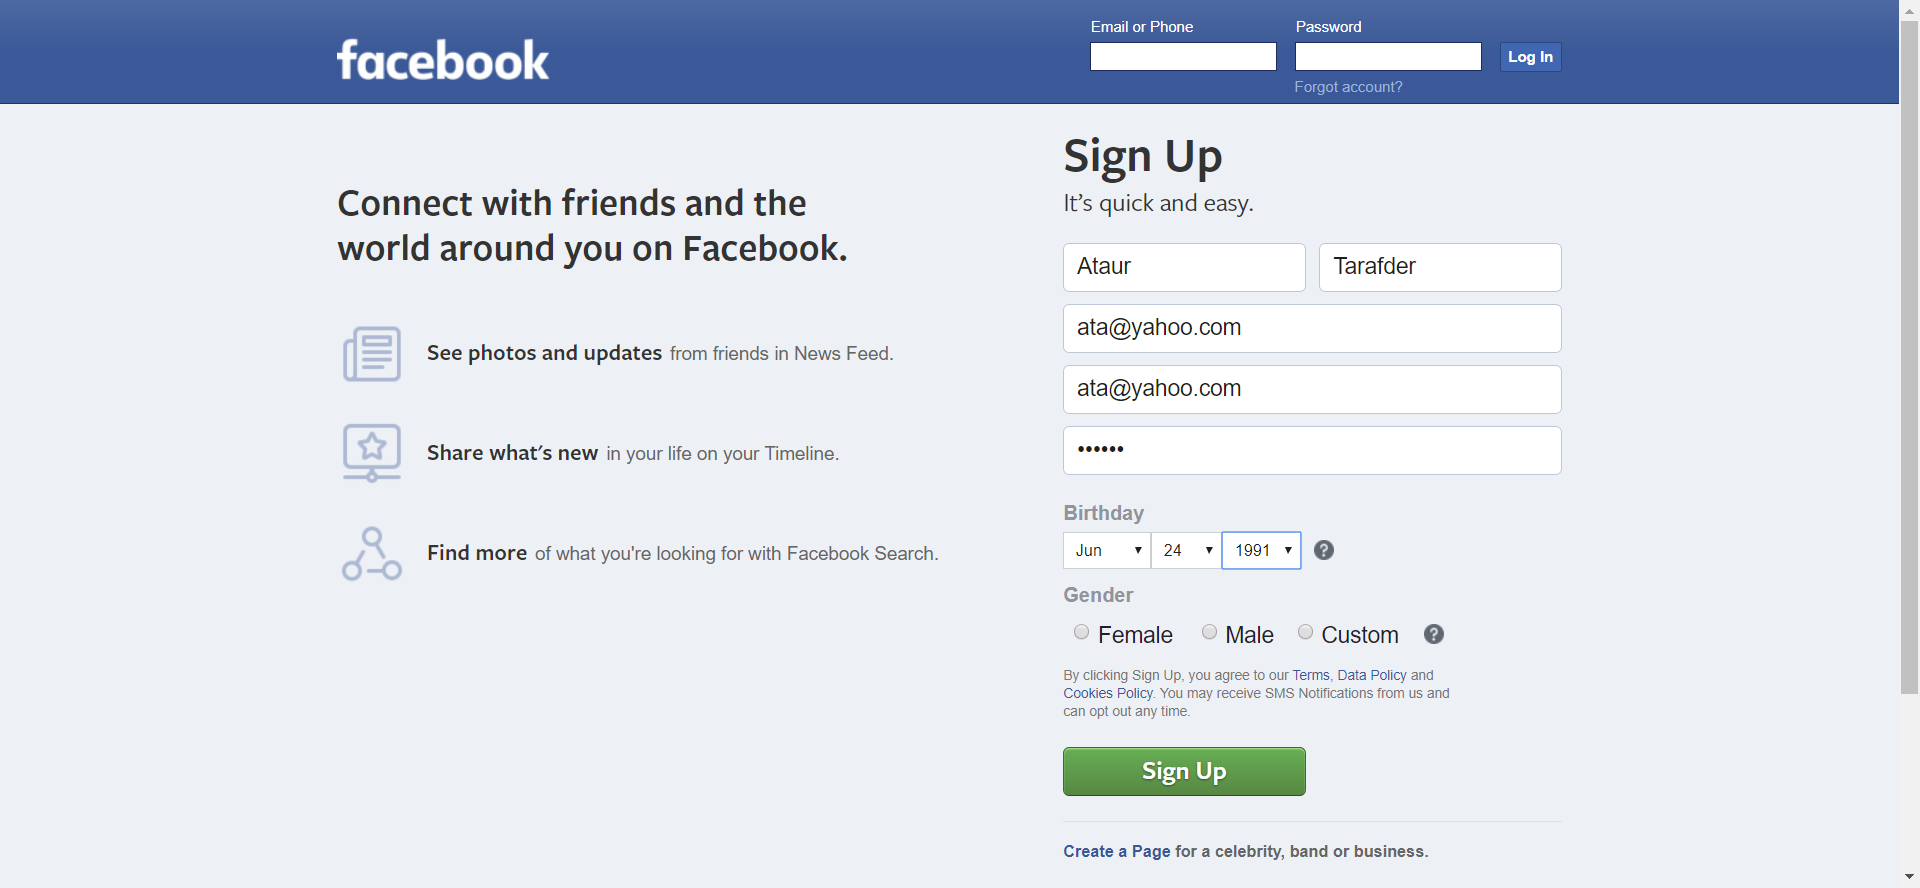 facebook
Email or Phone
Password
Log In
Forgot account?
Connect with friends and the
world around you on Facebook.
See photos and updates from friends in News Feed.
Share what's new in your life on your Timeline.
Find more of what you're looking for with Facebook Search.
Sign Up
It's quick and easy.
Ataur Tarafder
ata@yahoo.com
ata@yahoo.com
••••••
Birthday
Jun 24 1991 ?
Gender
Female Male Custom ?
By clicking Sign Up, you agree to our Terms, Data Policy and
Cookies Policy. You may receive SMS Notifications from us and
can opt out any time.
Sign Up
Create a Page for a celebrity, band or business.